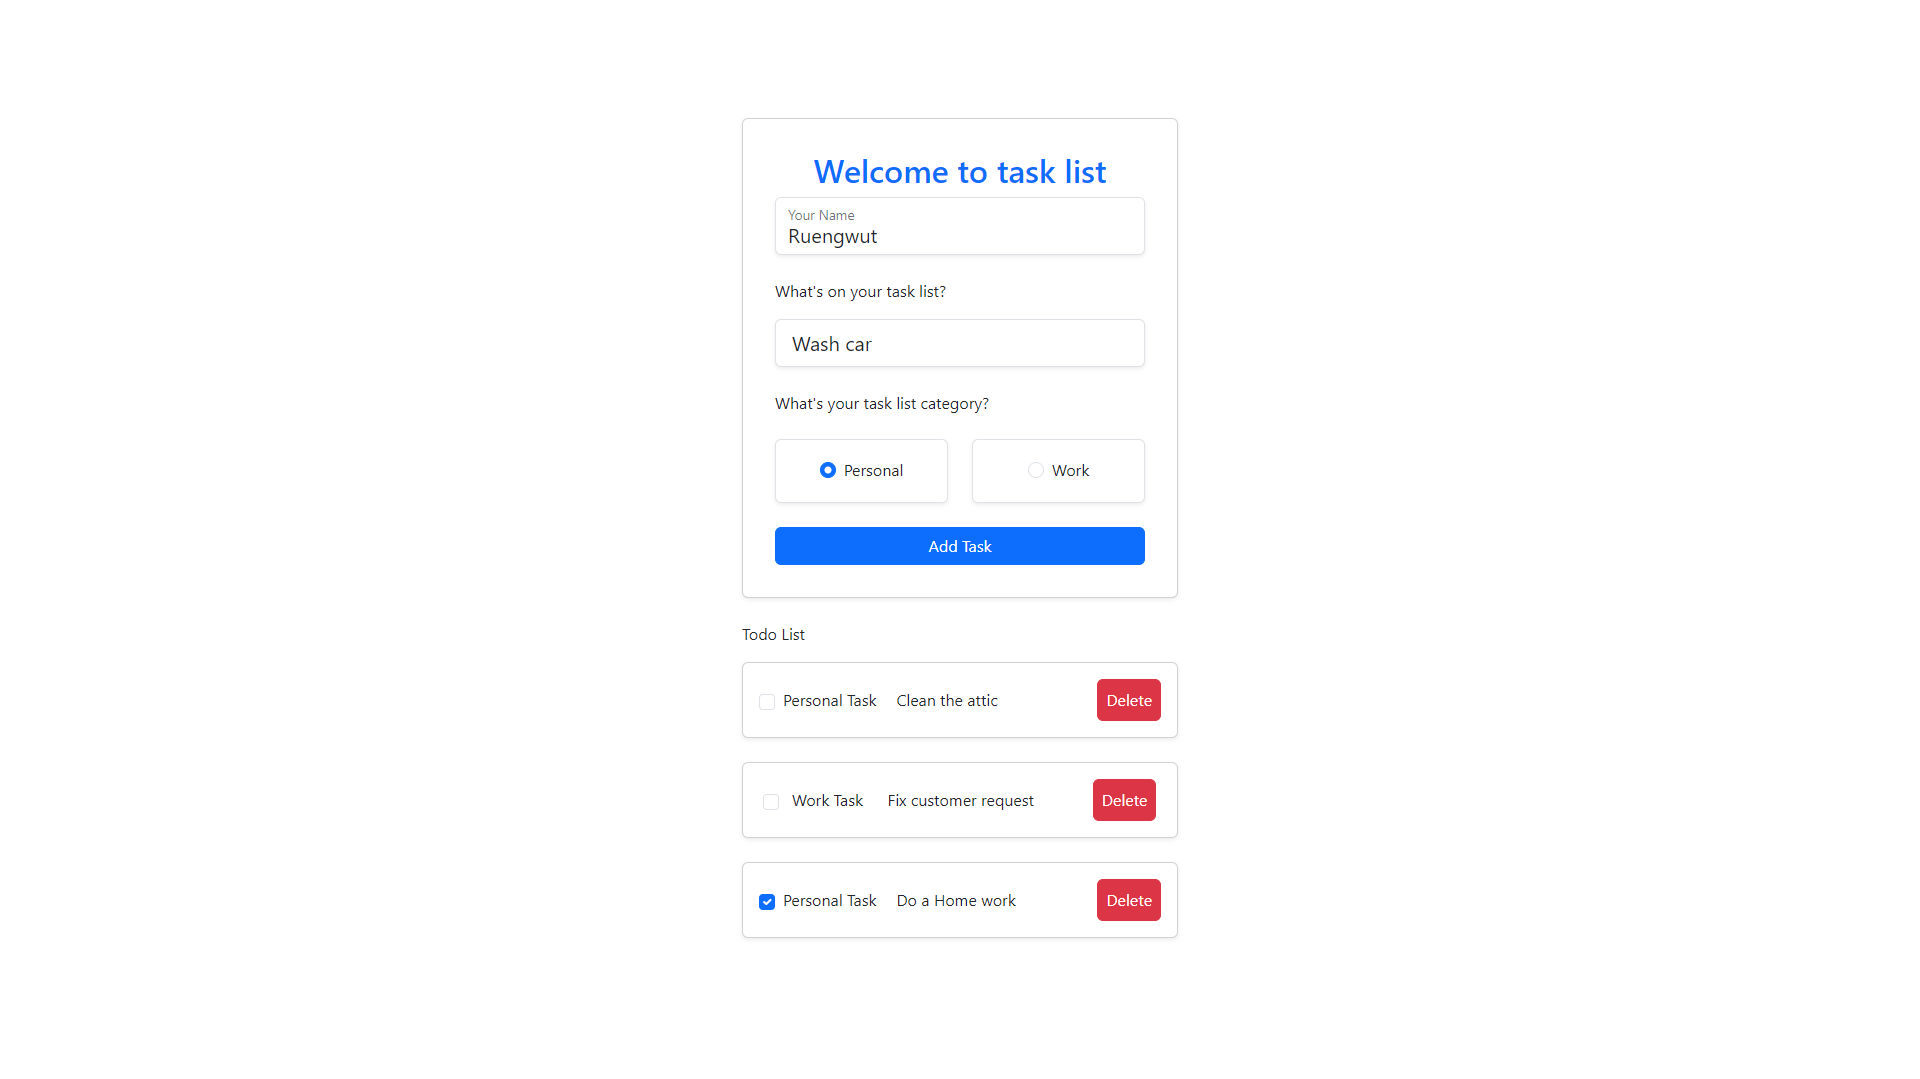 Welcome to task list
Your Name
Ruengwut
What's on your task list?
Wash car
What's your task list category?
Personal Work
Add Task
Todo List
Personal Task Clean the attic Delete
Work Task Fix customer request Delete
Personal Task Do a Home work Delete